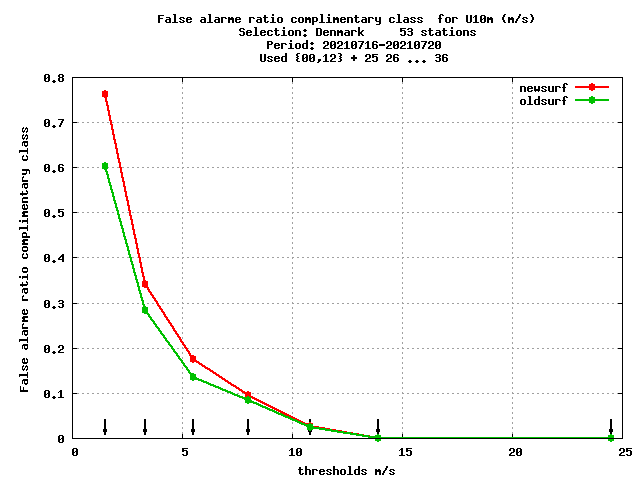 False alarme ratio complimentary class  for U10m (m/s)
Selection: Denmark     53 stations
Period: 20210716-20210720
Used {00,12} + 25 26 ... 36
newsurf
oldsurf
False alarme ratio complimentary class
0.8
0.7
0.6
0.5
0.4
0.3
0.2
0.1
0
0 5 10 15 20 25
thresholds m/s